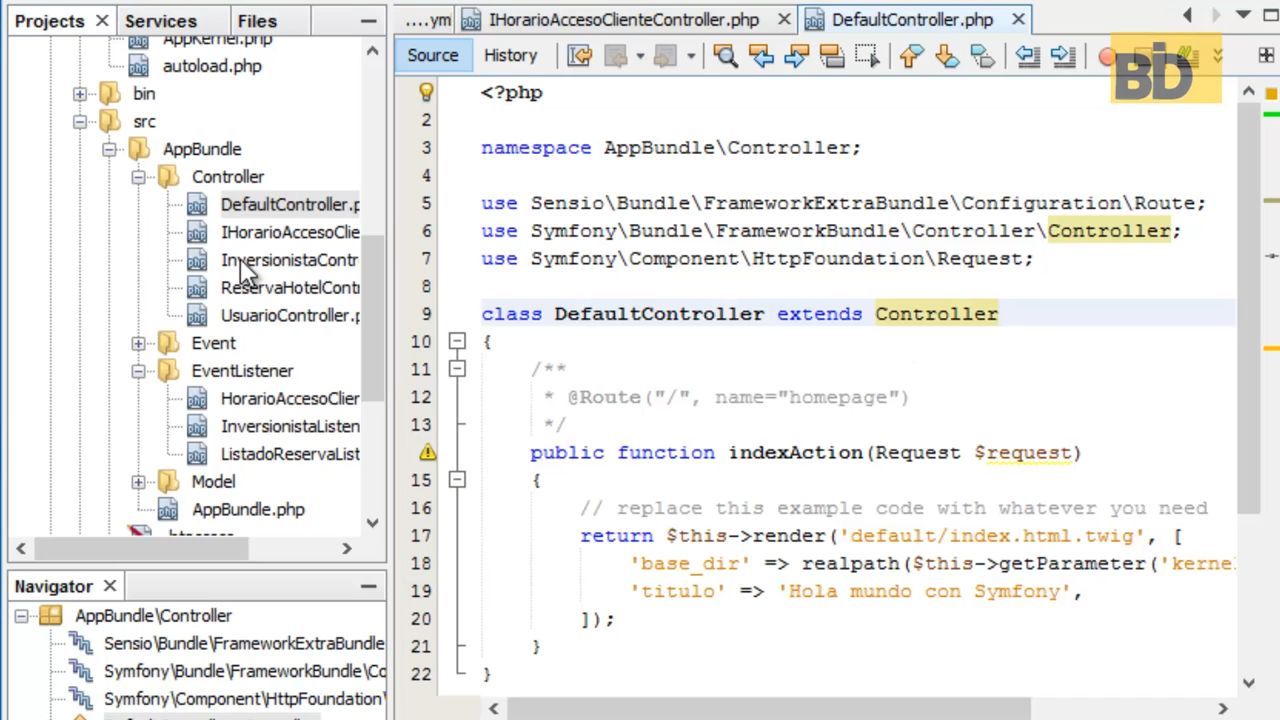 Projects
Services
Files
AppKernel.php
autoload.php
bin
src
AppBundle
Controller
DefaultController.p
IHorarioAccesoClie
InversionistaContr
ReservaHotelContr
UsuarioController.p
Event
EventListener
HorarioAccesoClier
InversionistaListen
ListadoReservaList
Model
AppBundle.php
Navigator
AppBundle\Controller
Sensio\Bundle\FrameworkExtraBundle
Symfony\Bundle\FrameworkBundle\Co
Symfony\Component\HttpFoundation\
....ym
IHorarioAccesoClienteController.php
DefaultController.php
Source
History
BID
<?php
2
3 namespace AppBundle\Controller;
4
5 use Sensio\Bundle\FrameworkExtraBundle\Configuration\Route;
6 use Symfony\Bundle\FrameworkBundle\Controller\Controller;
7 use Symfony\Component\HttpFoundation\Request;
8
9 class DefaultController extends Controller
10 {
11 /**
12 * @Route("/", name="homepage")
13 */
public function indexAction(Request $request)
15 {
16 // replace this example code with whatever you need
17 return $this->render('default/index.html.twig', [
18 'base_dir' => realpath($this->getParameter('kerne
19 'titulo' => 'Hola mundo con Symfony',
20 ]);
21 }
22 }